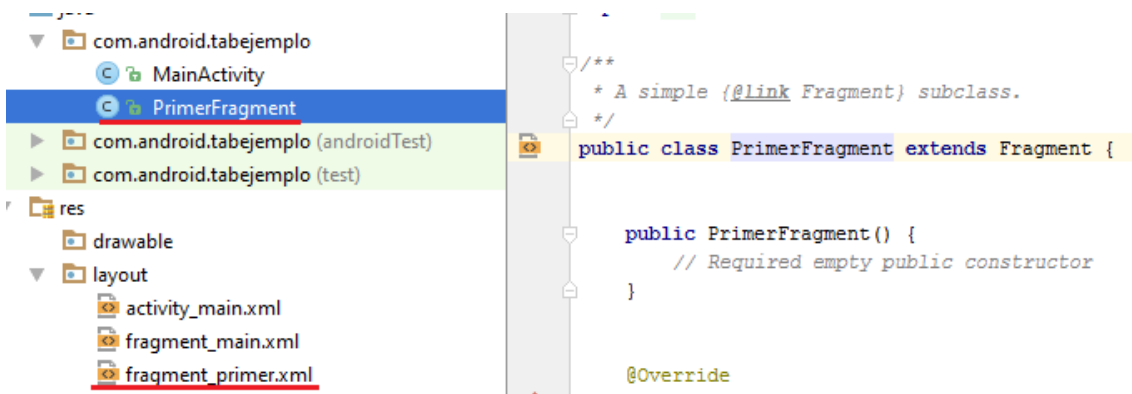 com.android.tabejemplo
MainActivity
PrimerFragment
com.android.tabejemplo (androidTest)
com.android.tabejemplo (test)
res
drawable
layout
activity_main.xml
fragment_main.xml
fragment_primer.xml
/**
* A simple {@link Fragment} subclass.
*/
public class PrimerFragment extends Fragment {
public PrimerFragment() {
// Required empty public constructor
}
@Override